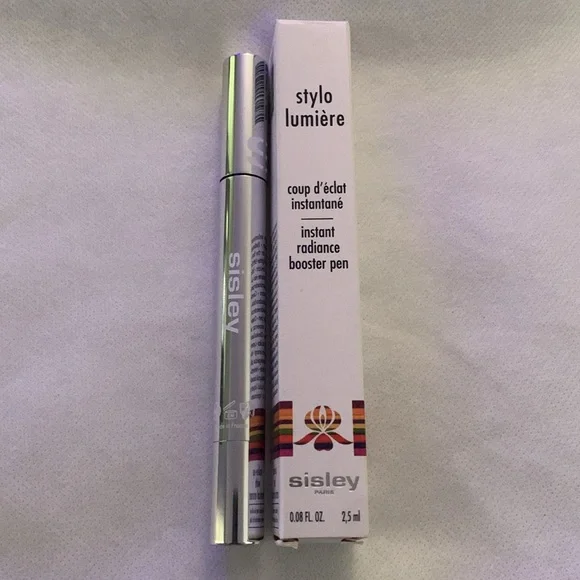 stylo
lumière
coup d'éclat
instantané
instant
radiance
booster pen
sisley
PARIS
0.08 FL. OZ. 2,5 ml
sisley